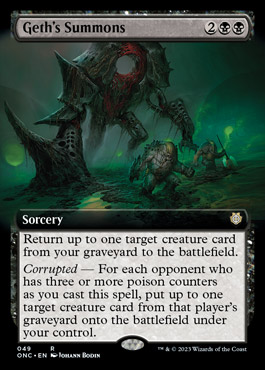 Geth's Summons 2
Sorcery
Return up to one target creature card
from your graveyard to the battlefield.
Corrupted — For each opponent who
has three or more poison counters
as you cast this spell, put up to one
target creature card from that player's
graveyard onto the battlefield under
your control.
049 R
ONC • EN Johann Bodin
™ & © 2023 Wizards of the Coast